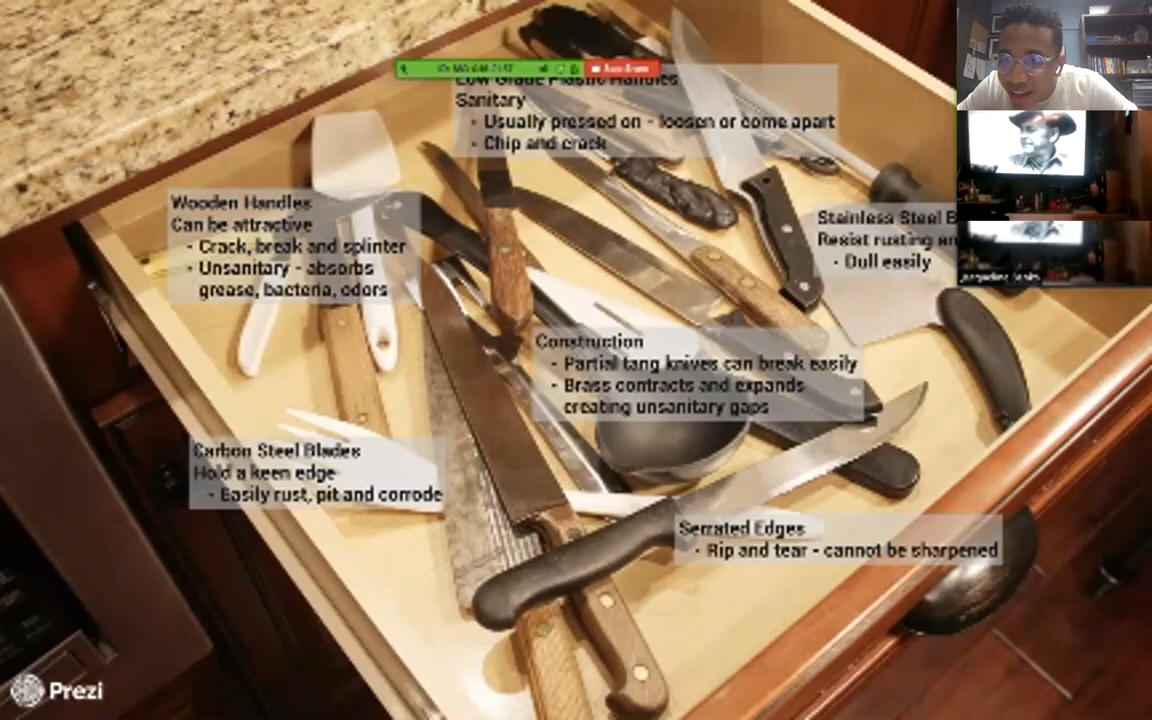 Low Grade Plastic Handles
Sanitary
- Usually pressed on - loosen or come apart
- Chip and crack
Wooden Handles
Can be attractive
- Crack, break and splinter
- Unsanitary - absorbs
grease, bacteria, odors
Stainless Steel B
Resist rusting an
- Dull easily
Construction
- Partial tang knives can break easily
- Brass contracts and expands
creating unsanitary gaps
Carbon Steel Blades
Hold a keen edge
- Easily rust, pit and corrode
Serrated Edges
- Rip and tear - cannot be sharpened
Prezi